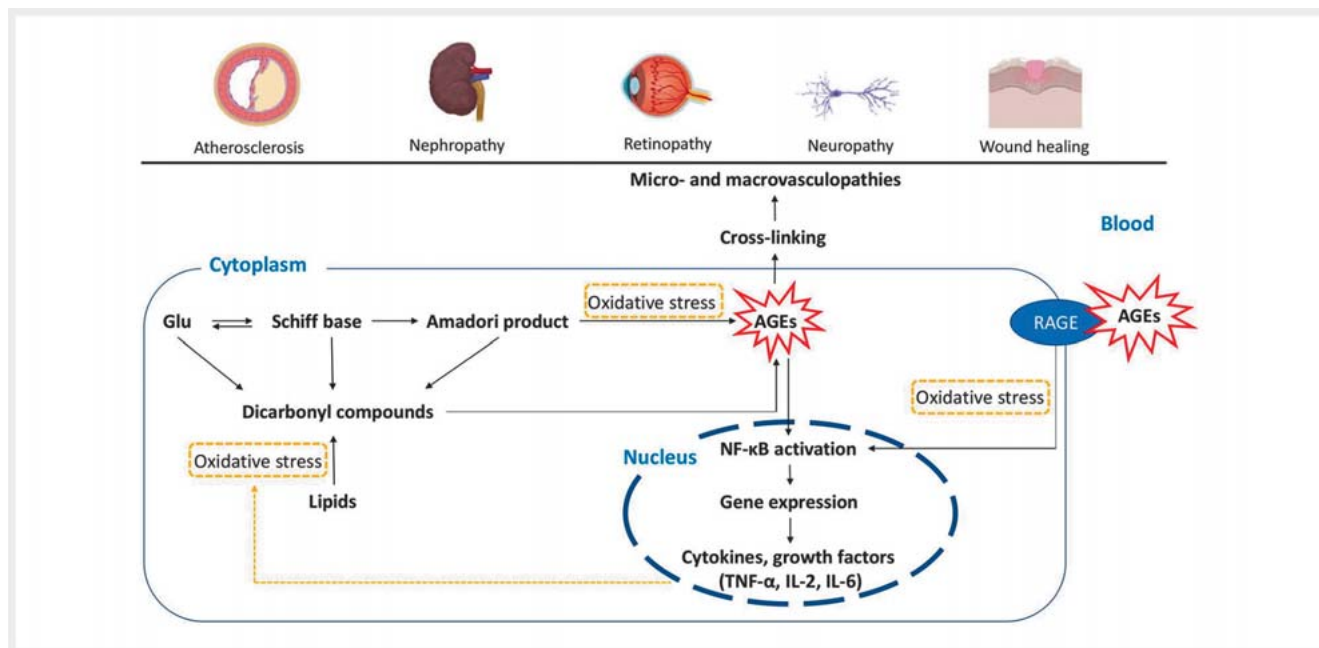 Atherosclerosis
Nephropathy
Retinopathy
Neuropathy
Wound healing
Micro- and macrovasculopathies
Blood
Cross-linking
Cytoplasm
Oxidative stress
Glu
Schiff base
Amadori product
AGEs
RAGE
AGEs
Oxidative stress
Dicarbonyl compounds
Oxidative stress
Nucleus
NF-κB activation
Lipids
Gene expression
Cytokines, growth factors
(TNF-α, IL-2, IL-6)